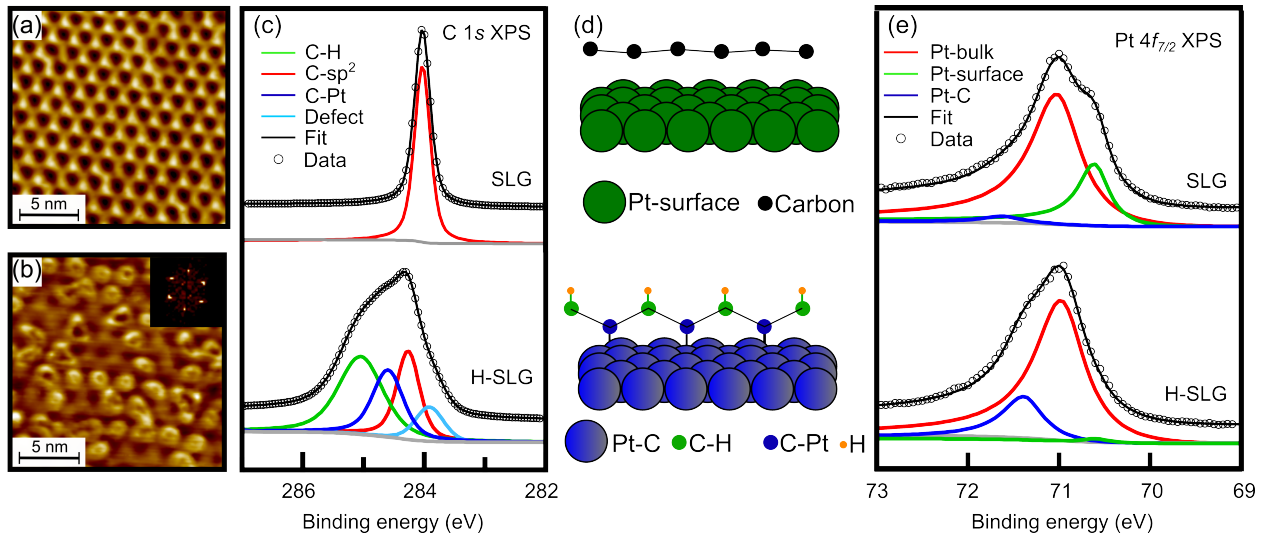 (a)
5 nm
(b)
5 nm
(c)
C 1s XPS
C-H
C-sp²
C-Pt
Defect
Fit
Data
SLG
H-SLG
286
284
282
Binding energy (eV)
(d)
Pt-surface
Carbon
Pt-C
C-H
C-Pt
H
(e)
Pt 4f7/2 XPS
Pt-bulk
Pt-surface
Pt-C
Fit
Data
SLG
H-SLG
73
72
71
70
69
Binding energy (eV)